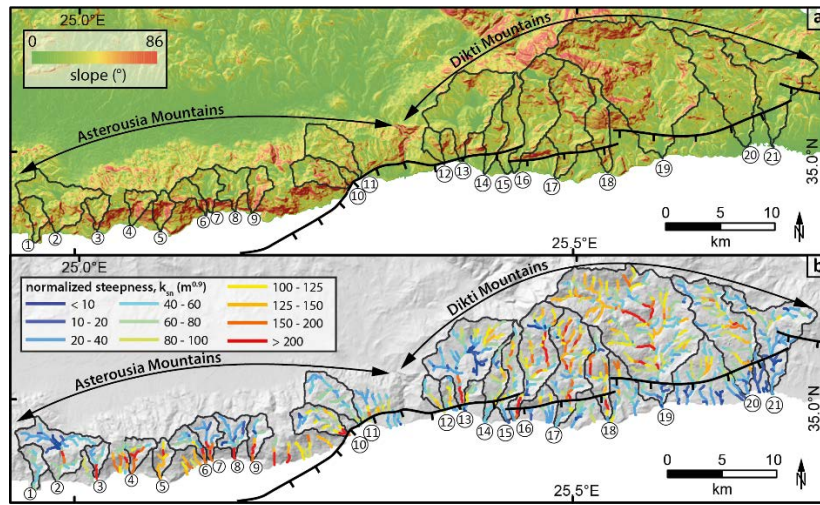 25.0°E
0
86
slope (°)
a
Dikti Mountains
Asterousia Mountains
35.0°N
1
2
3
4
5
6
7
8
9
10
11
12
13
14
15
16
17
18
19
20
21
25.5°E
0 5 10
km
N
25.0°E
b
normalized steepness, ksn (m0.9)
< 10
10 - 20
20 - 40
40 - 60
60 - 80
80 - 100
100 - 125
125 - 150
150 - 200
> 200
Dikti Mountains
Asterousia Mountains
35.0°N
1
2
3
4
5
6
7
8
9
10
11
12
13
14
15
16
17
18
19
20
21
25.5°E
0 5 10
km
N